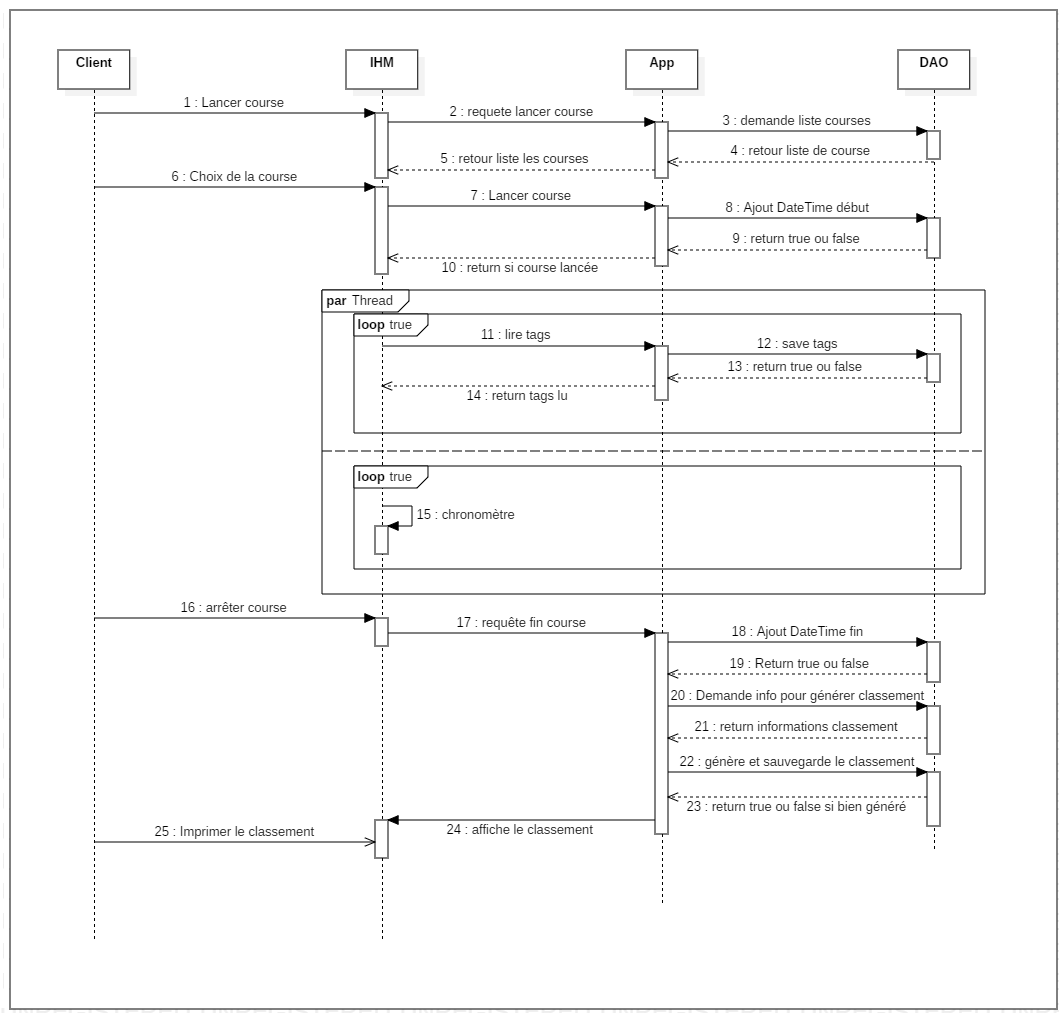 Client
IHM
App
DAO
1 : Lancer course
2 : requete lancer course
3 : demande liste courses
4 : retour liste de course
5 : retour liste les courses
6 : Choix de la course
7 : Lancer course
8 : Ajout DateTime début
9 : return true ou false
10 : return si course lancée
par Thread
loop true
11 : lire tags
12 : save tags
13 : return true ou false
14 : return tags lu
loop true
15 : chronomètre
16 : arrêter course
17 : requête fin course
18 : Ajout DateTime fin
19 : Return true ou false
20 : Demande info pour générer classement
21 : return informations classement
22 : génère et sauvegarde le classement
23 : return true ou false si bien généré
24 : affiche le classement
25 : Imprimer le classement